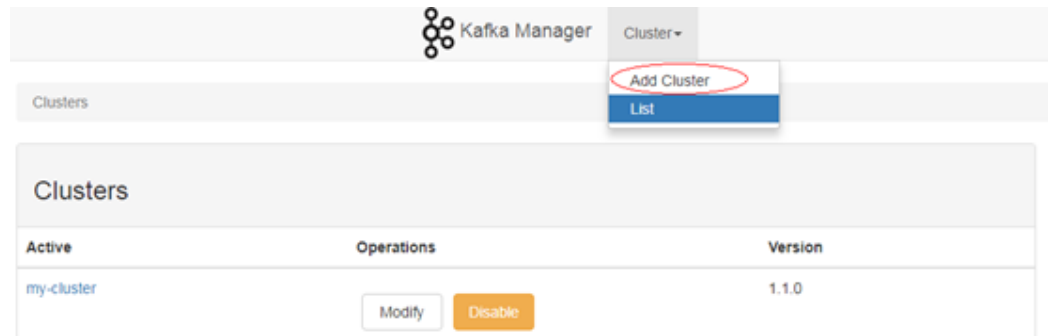 Kafka Manager Cluster
Add Cluster
List
Clusters
Clusters
Active Operations Version
my-cluster 1.1.0
Modify Disable